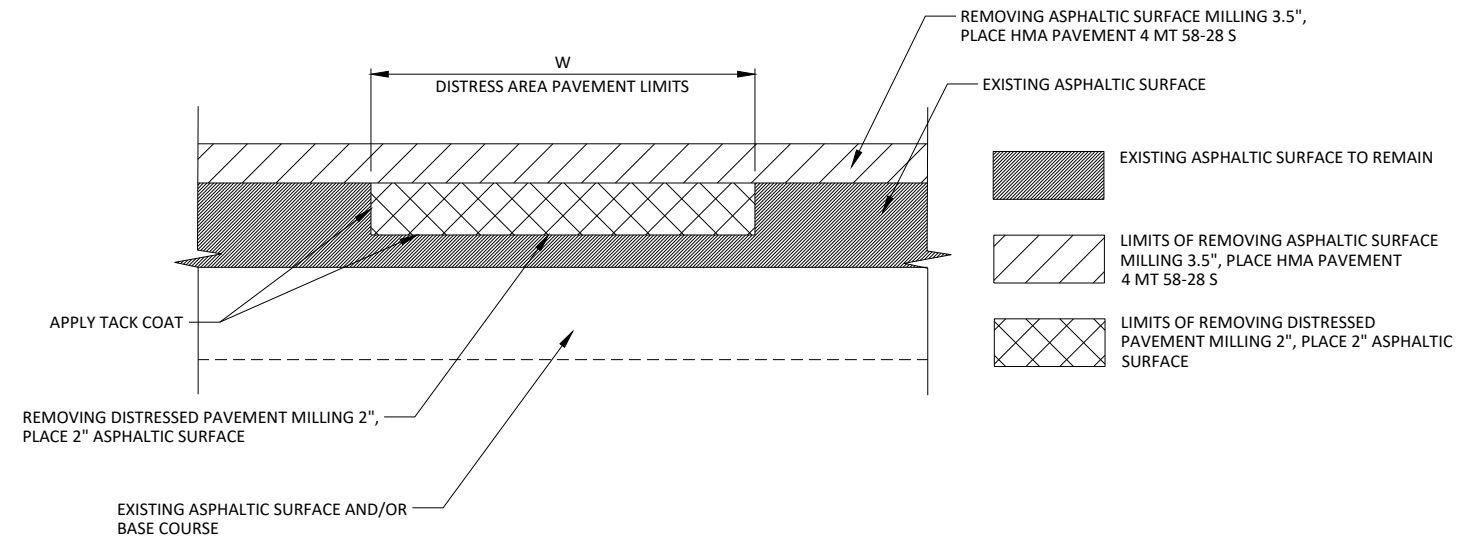 REMOVING ASPHALTIC SURFACE MILLING 3.5",
PLACE HMA PAVEMENT 4 MT 58-28 S
W
DISTRESS AREA PAVEMENT LIMITS
EXISTING ASPHALTIC SURFACE
EXISTING ASPHALTIC SURFACE TO REMAIN
LIMITS OF REMOVING ASPHALTIC SURFACE
MILLING 3.5", PLACE HMA PAVEMENT
4 MT 58-28 S
LIMITS OF REMOVING DISTRESSED
PAVEMENT MILLING 2", PLACE 2" ASPHALTIC
SURFACE
APPLY TACK COAT
REMOVING DISTRESSED PAVEMENT MILLING 2",
PLACE 2" ASPHALTIC SURFACE
EXISTING ASPHALTIC SURFACE AND/OR
BASE COURSE